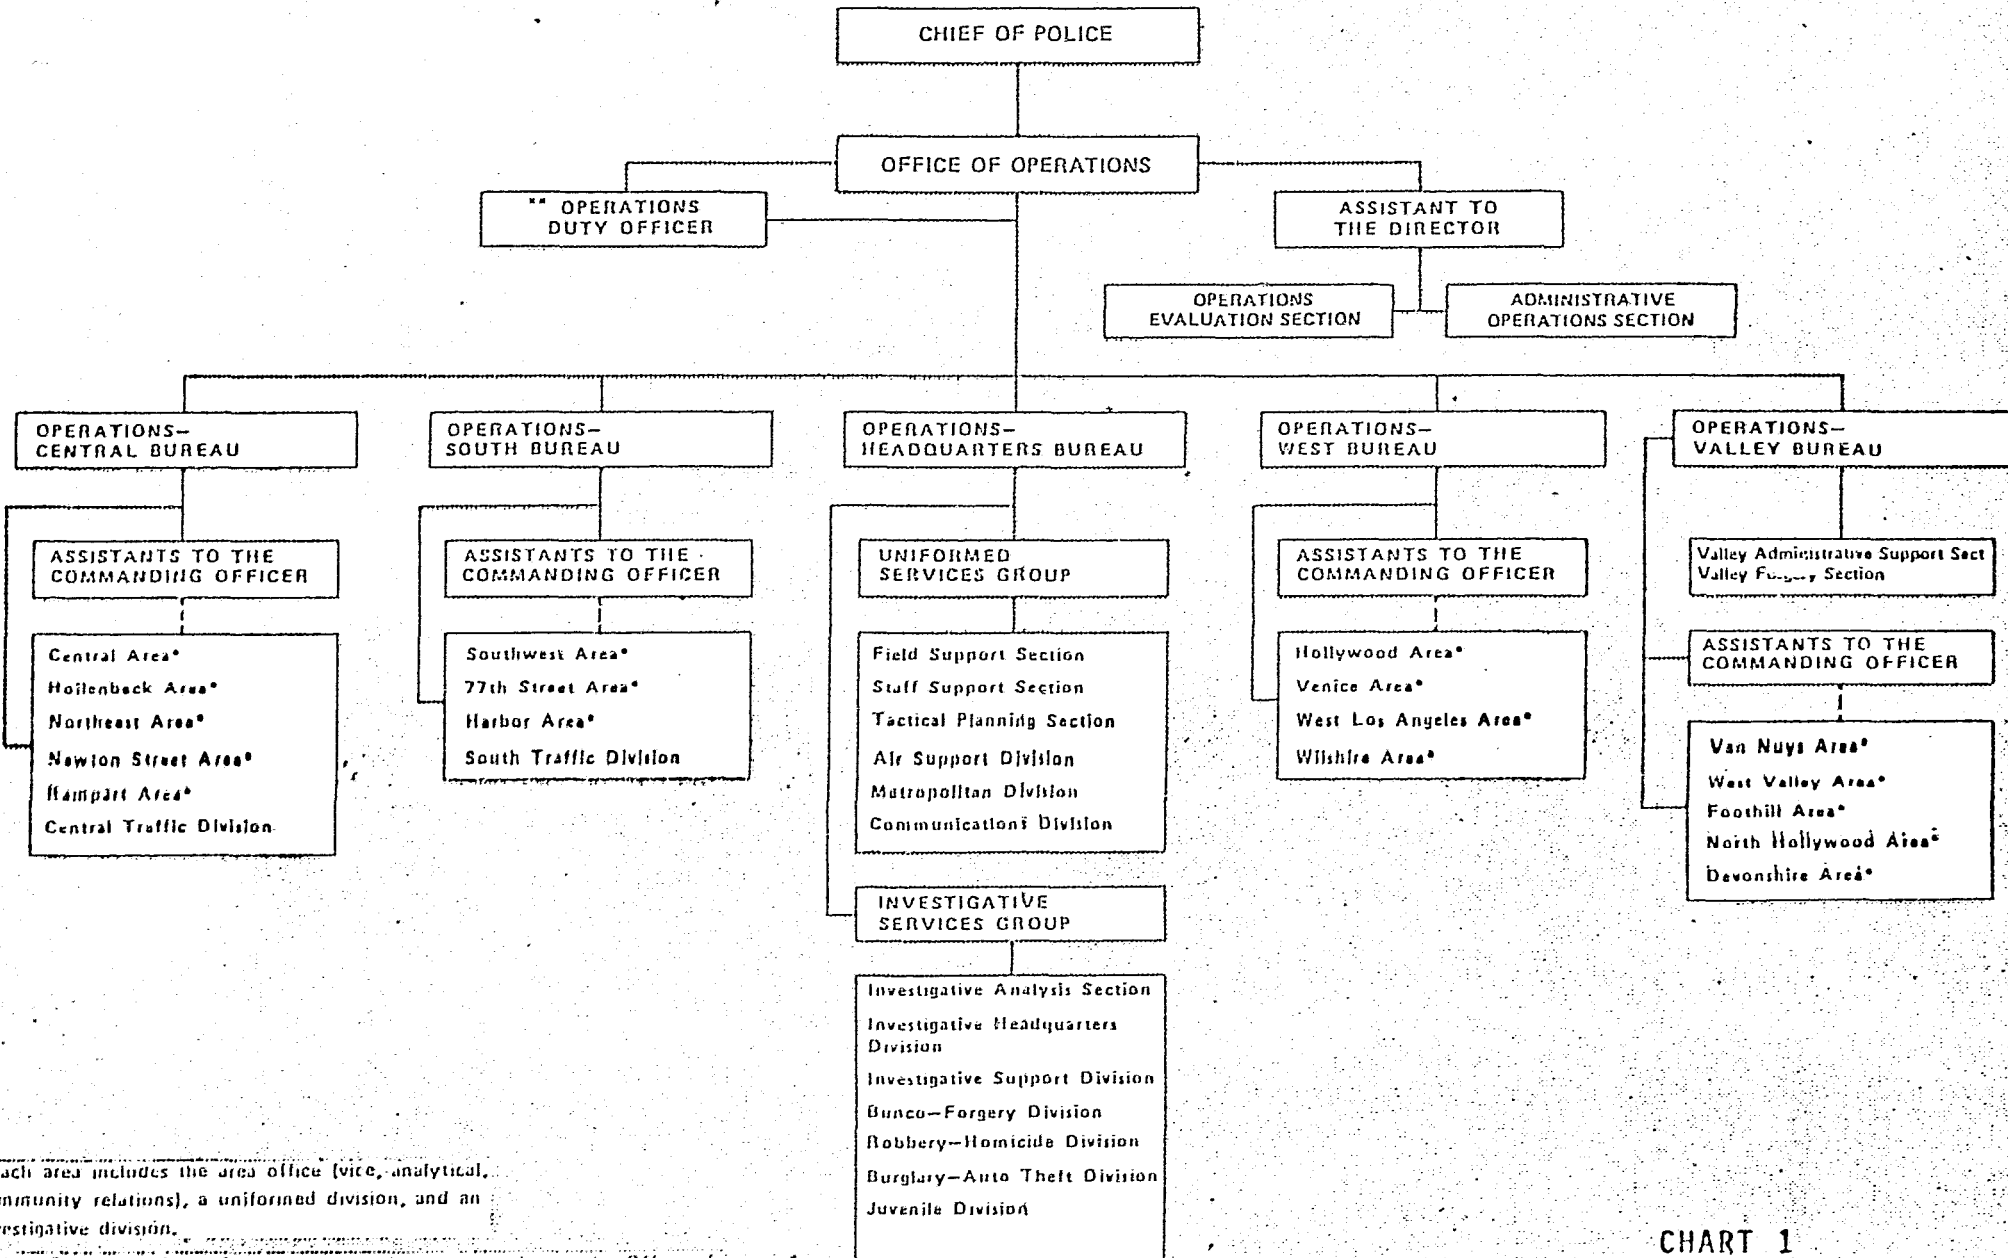 CHIEF OF POLICE
OFFICE OF OPERATIONS
** OPERATIONS
DUTY OFFICER
ASSISTANT TO
THE DIRECTOR
OPERATIONS
EVALUATION SECTION
ADMINISTRATIVE
OPERATIONS SECTION
OPERATIONS–
CENTRAL BUREAU
ASSISTANTS TO THE
COMMANDING OFFICER
Central Area*
Hollenbeck Area*
Northeast Area*
Newton Street Area*
Rampart Area*
Central Traffic Division
OPERATIONS–
SOUTH BUREAU
ASSISTANTS TO THE
COMMANDING OFFICER
Southwest Area*
77th Street Area*
Harbor Area*
South Traffic Division
OPERATIONS–
HEADQUARTERS BUREAU
UNIFORMED
SERVICES GROUP
Field Support Section
Staff Support Section
Tactical Planning Section
Air Support Division
Metropolitan Division
Communications Division
INVESTIGATIVE
SERVICES GROUP
Investigative Analysis Section
Investigative Headquarters
Division
Investigative Support Division
Bunco–Forgery Division
Robbery–Homicide Division
Burglary–Auto Theft Division
Juvenile Division
OPERATIONS–
WEST BUREAU
ASSISTANTS TO THE
COMMANDING OFFICER
Hollywood Area*
Venice Area*
West Los Angeles Area*
Wilshire Area*
OPERATIONS–
VALLEY BUREAU
Valley Administrative Support Sect
Valley Forgery Section
ASSISTANTS TO THE
COMMANDING OFFICER
Van Nuys Area*
West Valley Area*
Foothill Area*
North Hollywood Area*
Devonshire Area*
ach area includes the area office (vice, analytical,
mmunity relations), a uniformed division, and an
vestigative division.
CHART 1